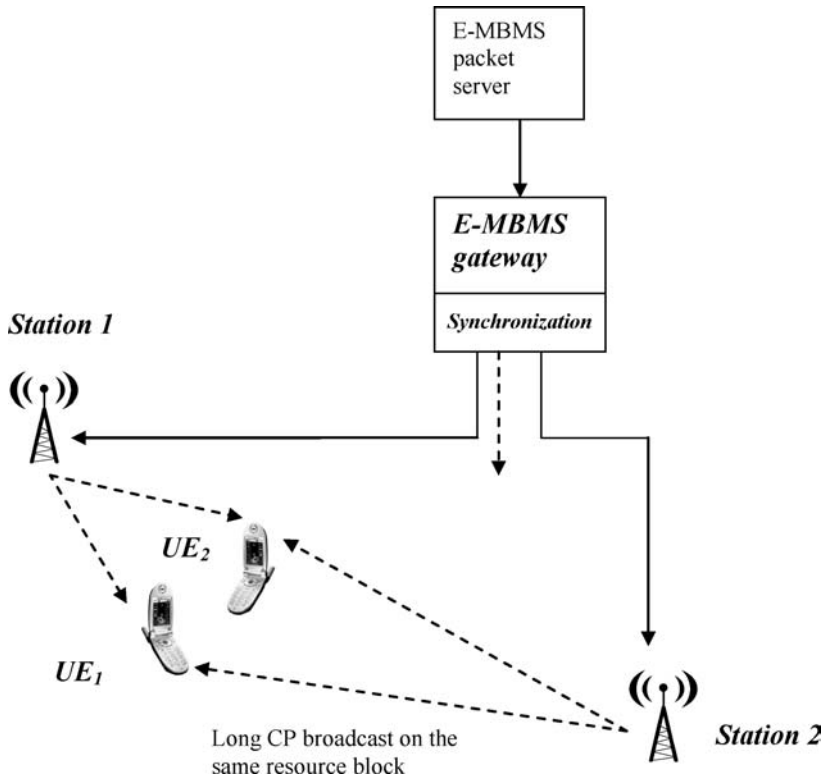 E-MBMS
packet
server
E-MBMS
gateway
Synchronization
Station 1
UE₂
UE₁
Station 2
Long CP broadcast on the
same resource block